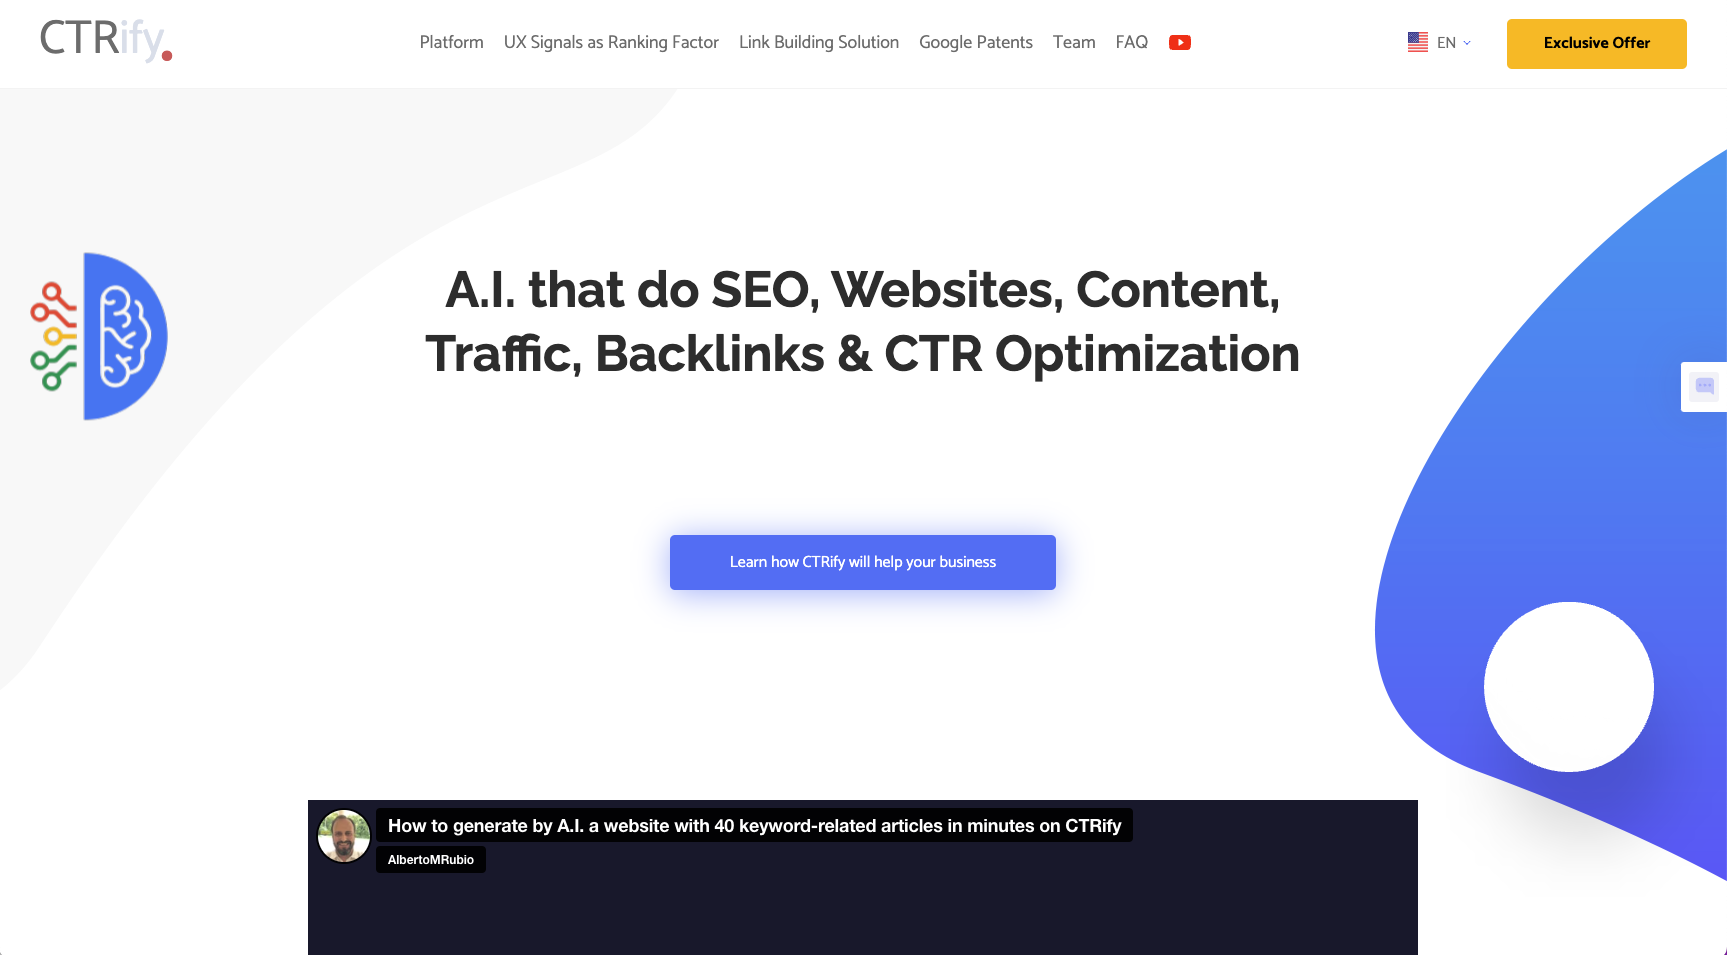 CTRify.
Platform
UX Signals as Ranking Factor
Link Building Solution
Google Patents
Team
FAQ
EN
Exclusive Offer
A.I. that do SEO, Websites, Content,
Traffic, Backlinks & CTR Optimization
Learn how CTRify will help your business
How to generate by A.I. a website with 40 keyword-related articles in minutes on CTRify
AlbertoMRubio